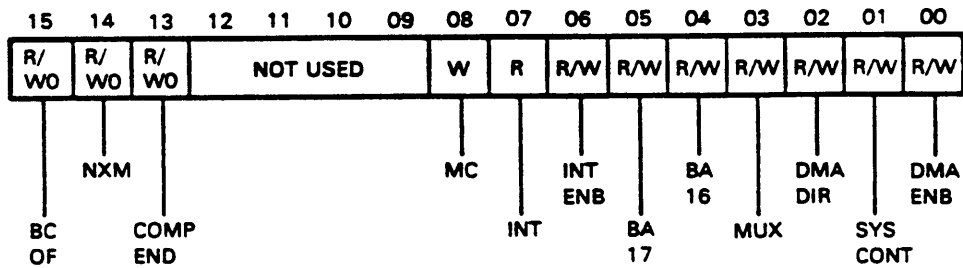 15 14 13 12 11 10 09 08 07 06 05 04 03 02 01 00
R/ R/ R/
WO WO WO NOT USED W R R/W R/W R/W R/W R/W R/W R/W
NXM MC INT BA DMA DMA
ENB 16 DIR ENB
BC COMP INT BA MUX SYS
OF END 17 CONT